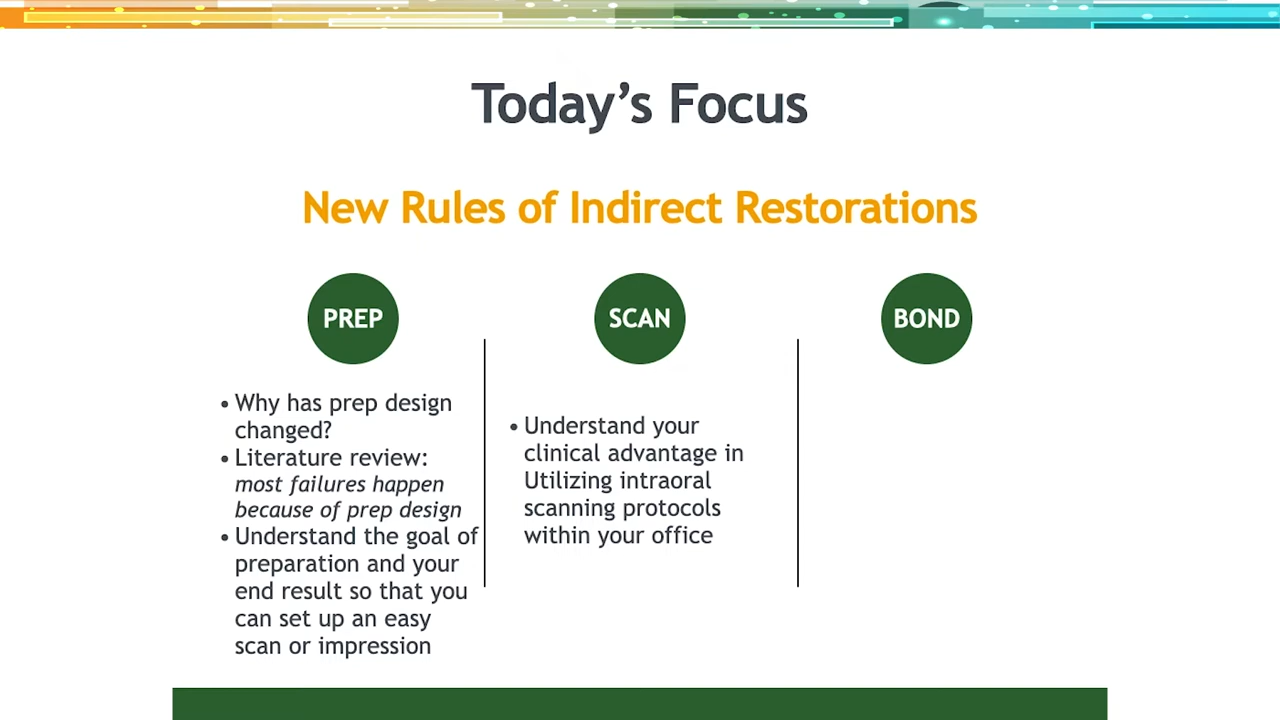 Today’s Focus
New Rules of Indirect Restorations
PREP
• Why has prep design
changed?
• Literature review:
most failures happen
because of prep design
• Understand the goal of
preparation and your
end result so that you
can set up an easy
scan or impression
SCAN
• Understand your
clinical advantage in
Utilizing intraoral
scanning protocols
within your office
BOND